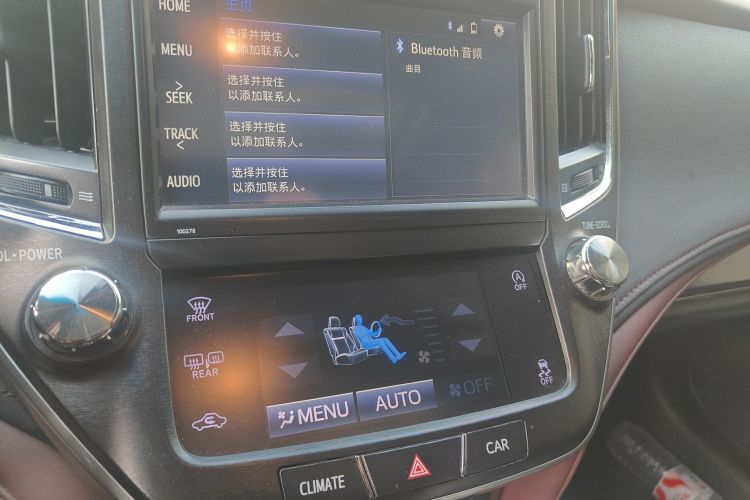 HOME
主页
MENU
SEEK
TRACK
AUDIO
选择并按住
以添加联系人。
选择并按住
以添加联系人。
选择并按住
以添加联系人。
选择并按住
以添加联系人。
Bluetooth 音频
曲目
100278
TUNE•SCROLL
OL•POWER
FRONT
REAR
OFF
OFF
MENU
AUTO
OFF
CLIMATE
CAR